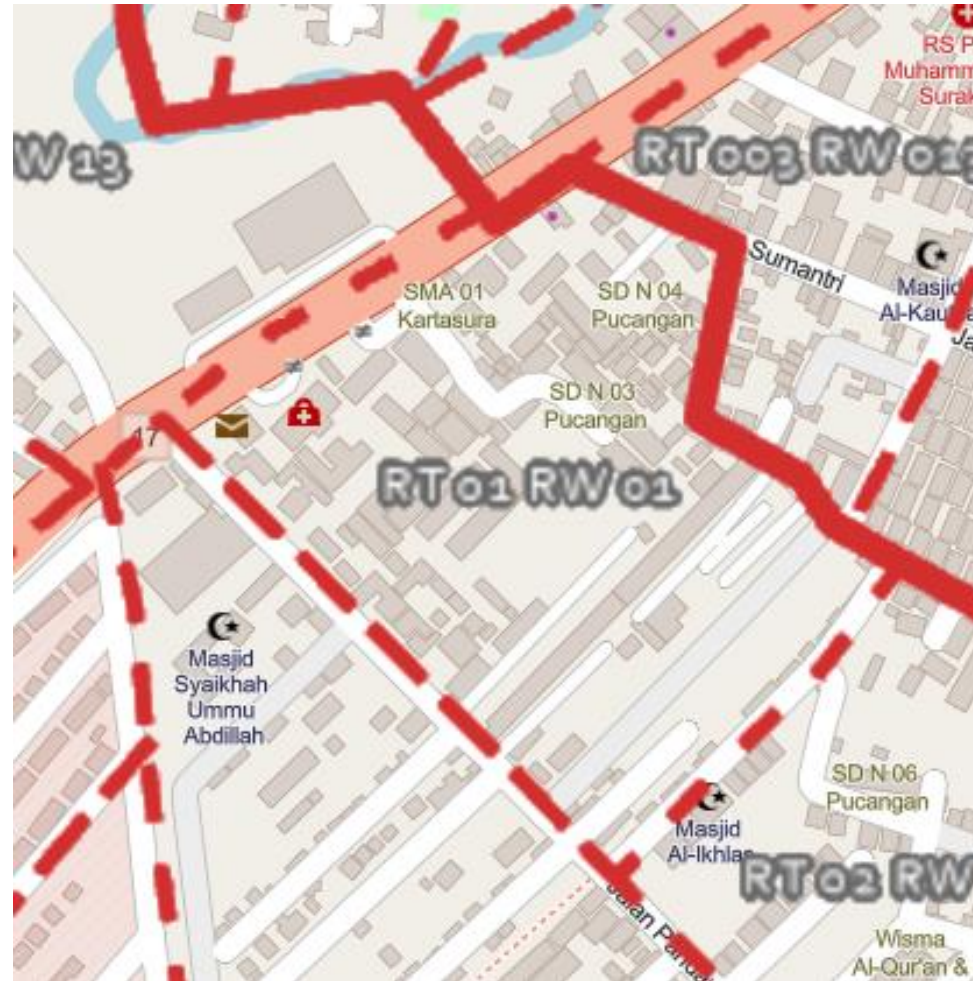 RS P
Muhamm
Surak
W 13
RT 003 RW 013
Sumantri
Masjid
Al-Kau
Ja
SMA 01
Kartasura
SD N 04
Pucangan
SD N 03
Pucangan
17
RT 01 RW 01
Masjid
Syaikhah
Ummu
Abdillah
SD N 06
Pucangan
Masjid
Al-Ikhlas
RT 02 RW
Jalan Panda
Wisma
Al-Qur'an &